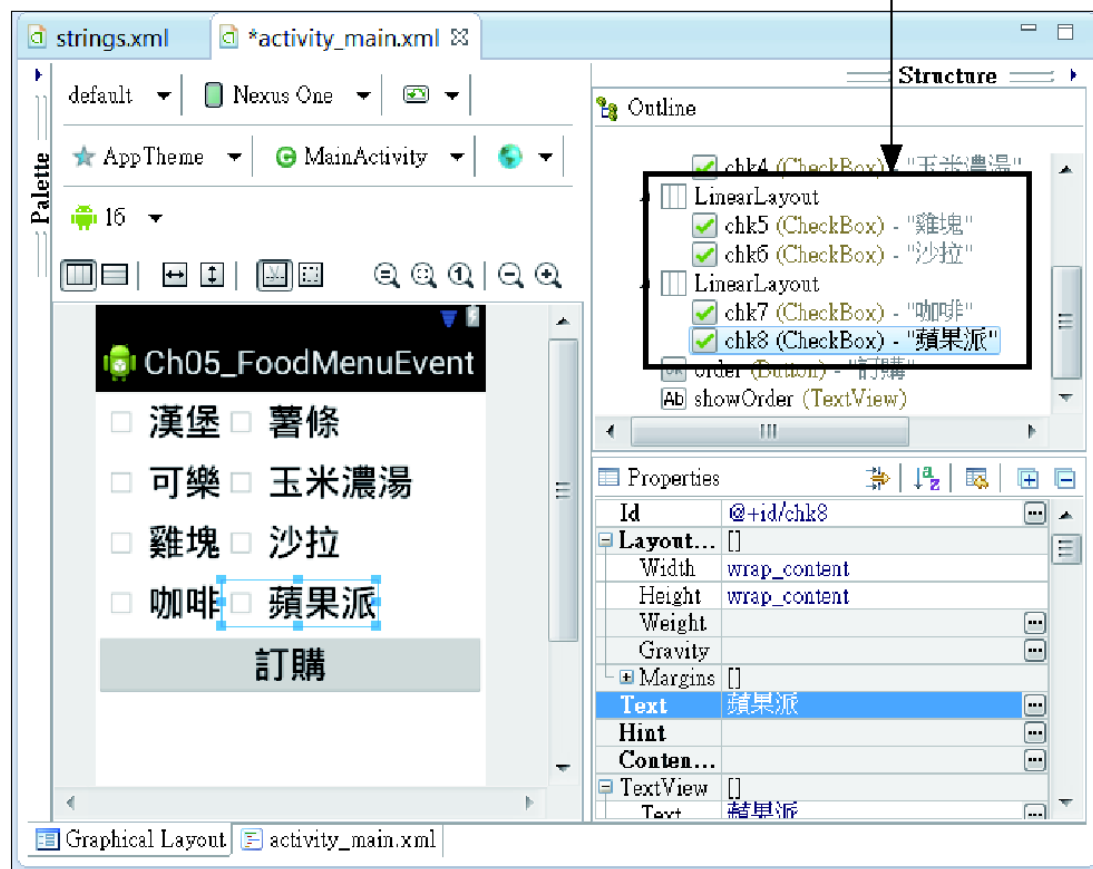 strings.xml
*activity_main.xml
Palette
default
Nexus One
AppTheme
MainActivity
16
Ch05_FoodMenuEvent
漢堡
薯條
可樂
玉米濃湯
雞塊
沙拉
咖啡
蘋果派
訂購
Structure
Outline
chk4 (CheckBox) - "玉米濃湯"
LinearLayout
chk5 (CheckBox) - "雞塊"
chk6 (CheckBox) - "沙拉"
LinearLayout
chk7 (CheckBox) - "咖啡"
chk8 (CheckBox) - "蘋果派"
order (Button) - "訂購"
Ab showOrder (TextView)
Properties
Id @+id/chk8
Layout... []
Width wrap_content
Height wrap_content
Weight
Gravity
Margins []
Text 蘋果派
Hint
Conten...
TextView []
Text 蘋果派
Graphical Layout
activity_main.xml